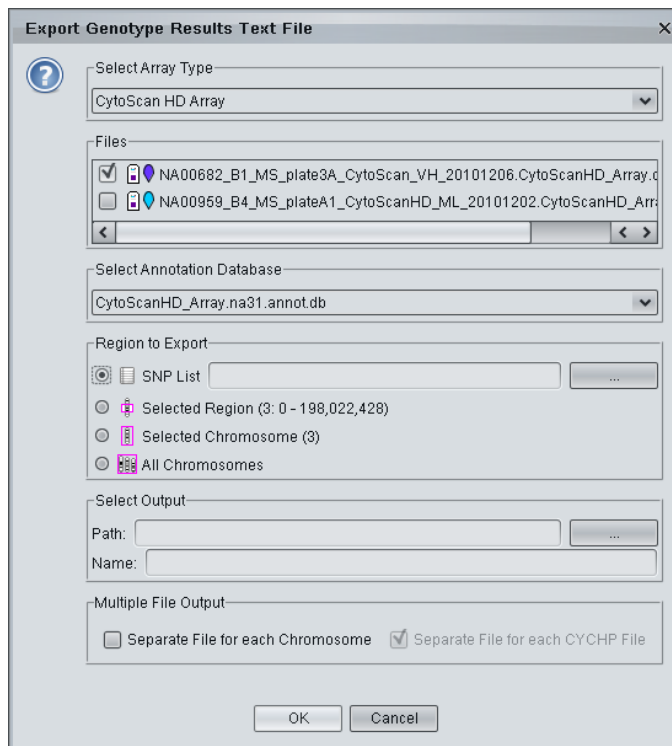 Export Genotype Results Text File
Select Array Type
CytoScan HD Array
Files
NA00682_B1_MS_plate3A_CytoScan_VH_20101206.CytoScanHD_Array.
NA00959_B4_MS_plateA1_CytoScanHD_ML_20101202.CytoScanHD_Arr
Select Annotation Database
CytoScanHD_Array.na31.annot.db
Region to Export
SNP List ...
Selected Region (3: 0 - 198,022,428)
Selected Chromosome (3)
All Chromosomes
Select Output
Path: ...
Name:
Multiple File Output
Separate File for each Chromosome Separate File for each CYCHP File
OK Cancel